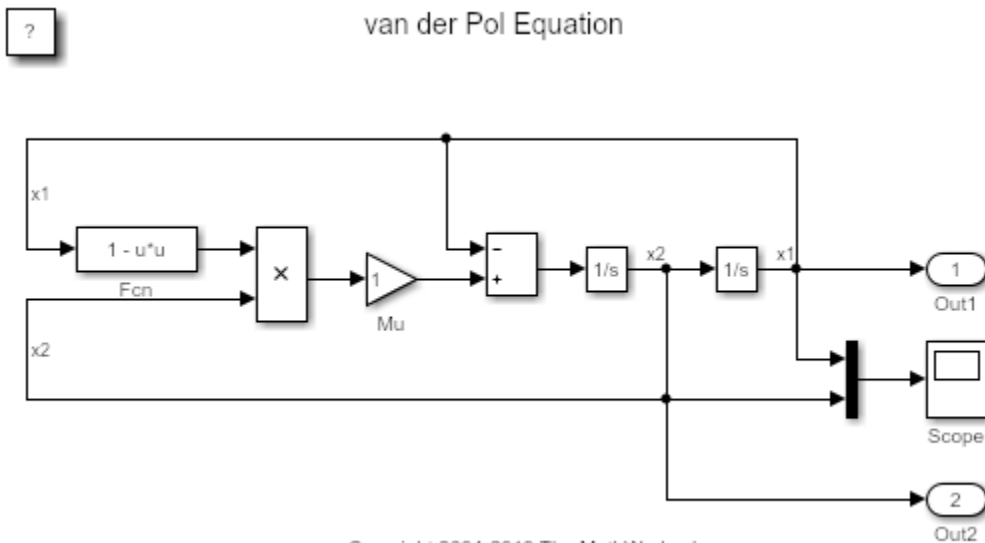 ?
van der Pol Equation
x1
1 - u*u
Fcn
×
1
Mu
−
+
1/s
x2
1/s
x1
1
Out1
x2
Scope
2
Out2